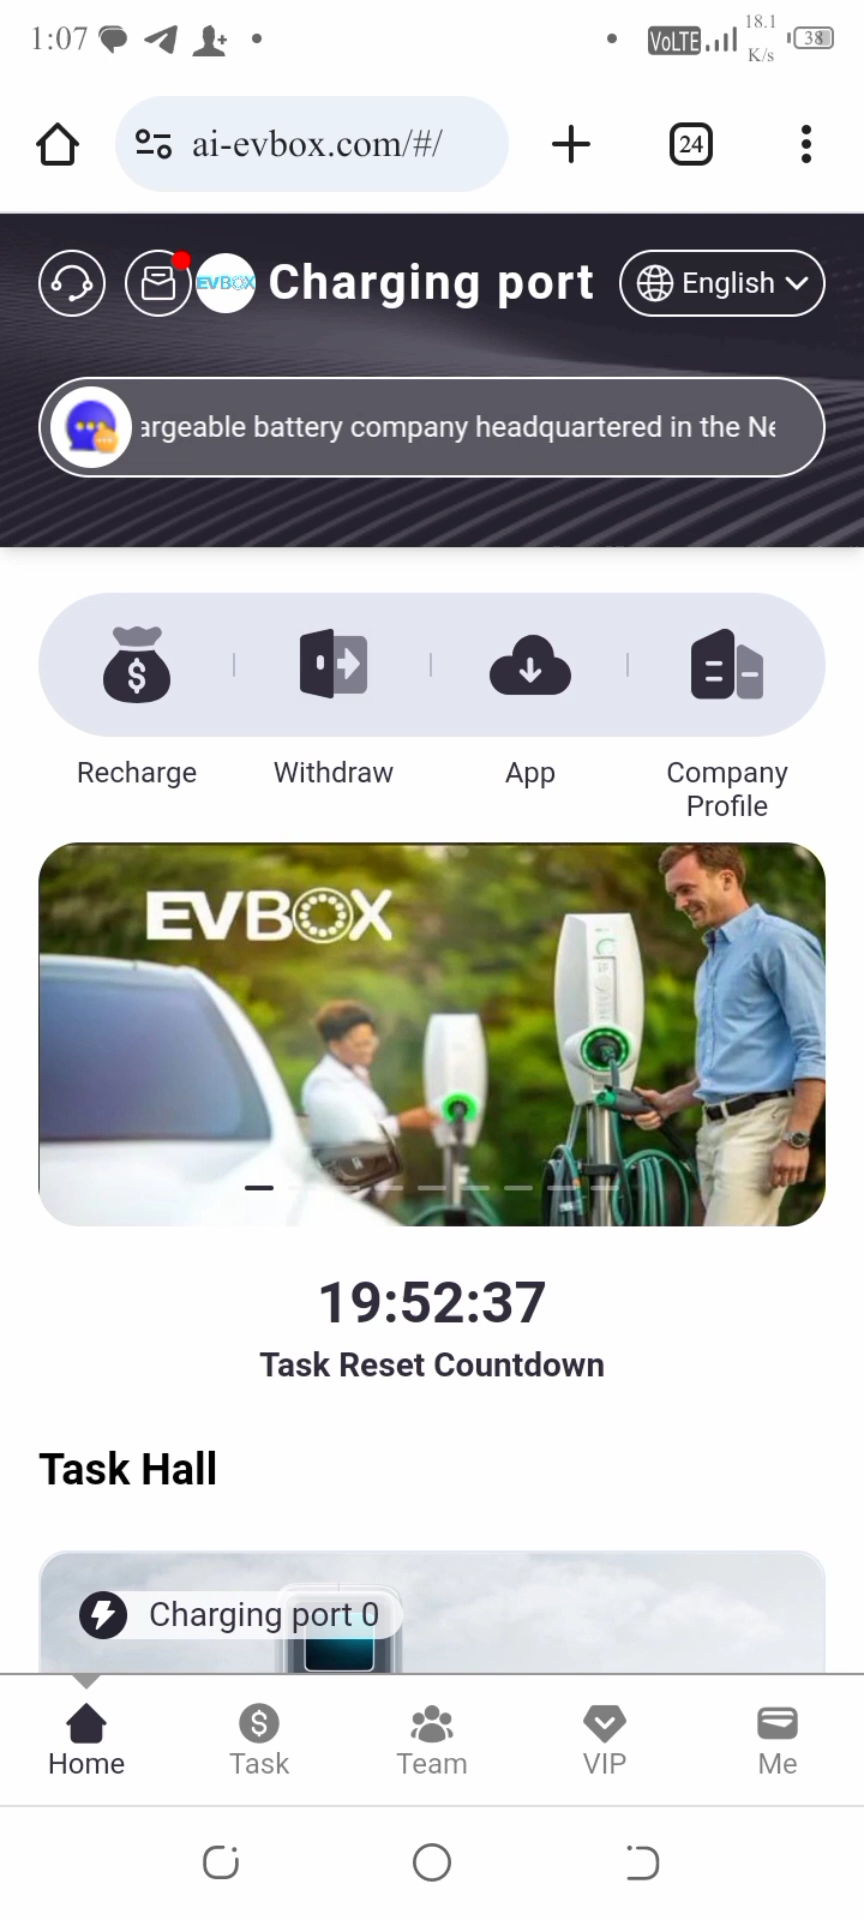 1:07
VoLTE
18.1
K/s
38
ai-evbox.com/#/
24
EVBOX
Charging port
English
argeable battery company headquartered in the Ne
Recharge
Withdraw
App
Company
Profile
EVBOX
19:52:37
Task Reset Countdown
Task Hall
Charging port 0
Home
Task
Team
VIP
Me